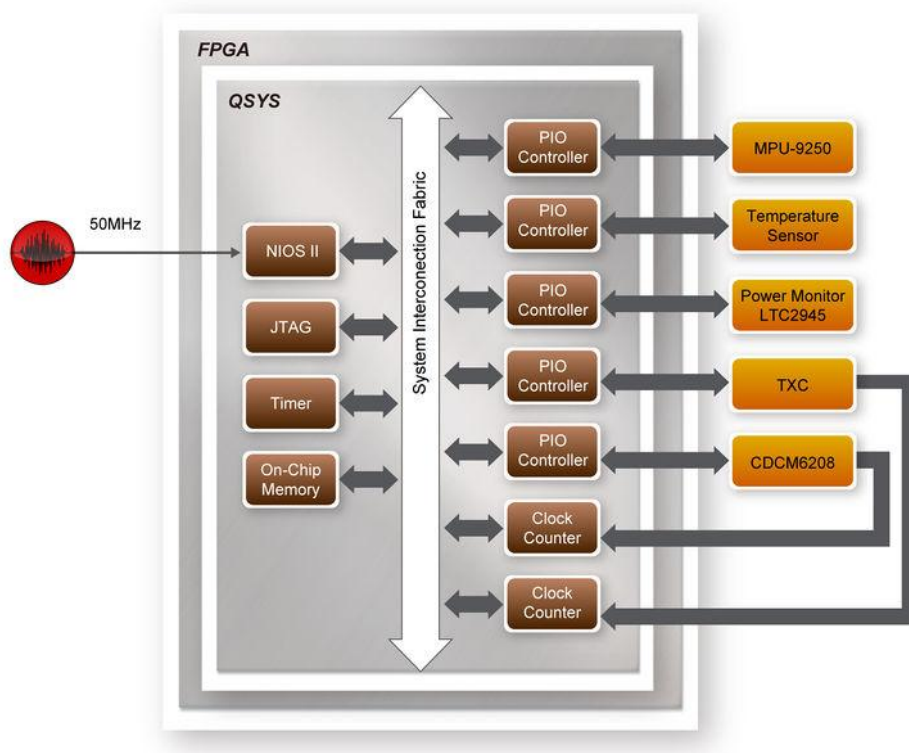 FPGA
QSYS
50MHz
NIOS II
JTAG
Timer
On-Chip
Memory
System Interconection Fabric
PIO
Controller
PIO
Controller
PIO
Controller
PIO
Controller
PIO
Controller
Clock
Counter
Clock
Counter
MPU-9250
Temperature
Sensor
Power Monitor
LTC2945
TXC
CDCM6208